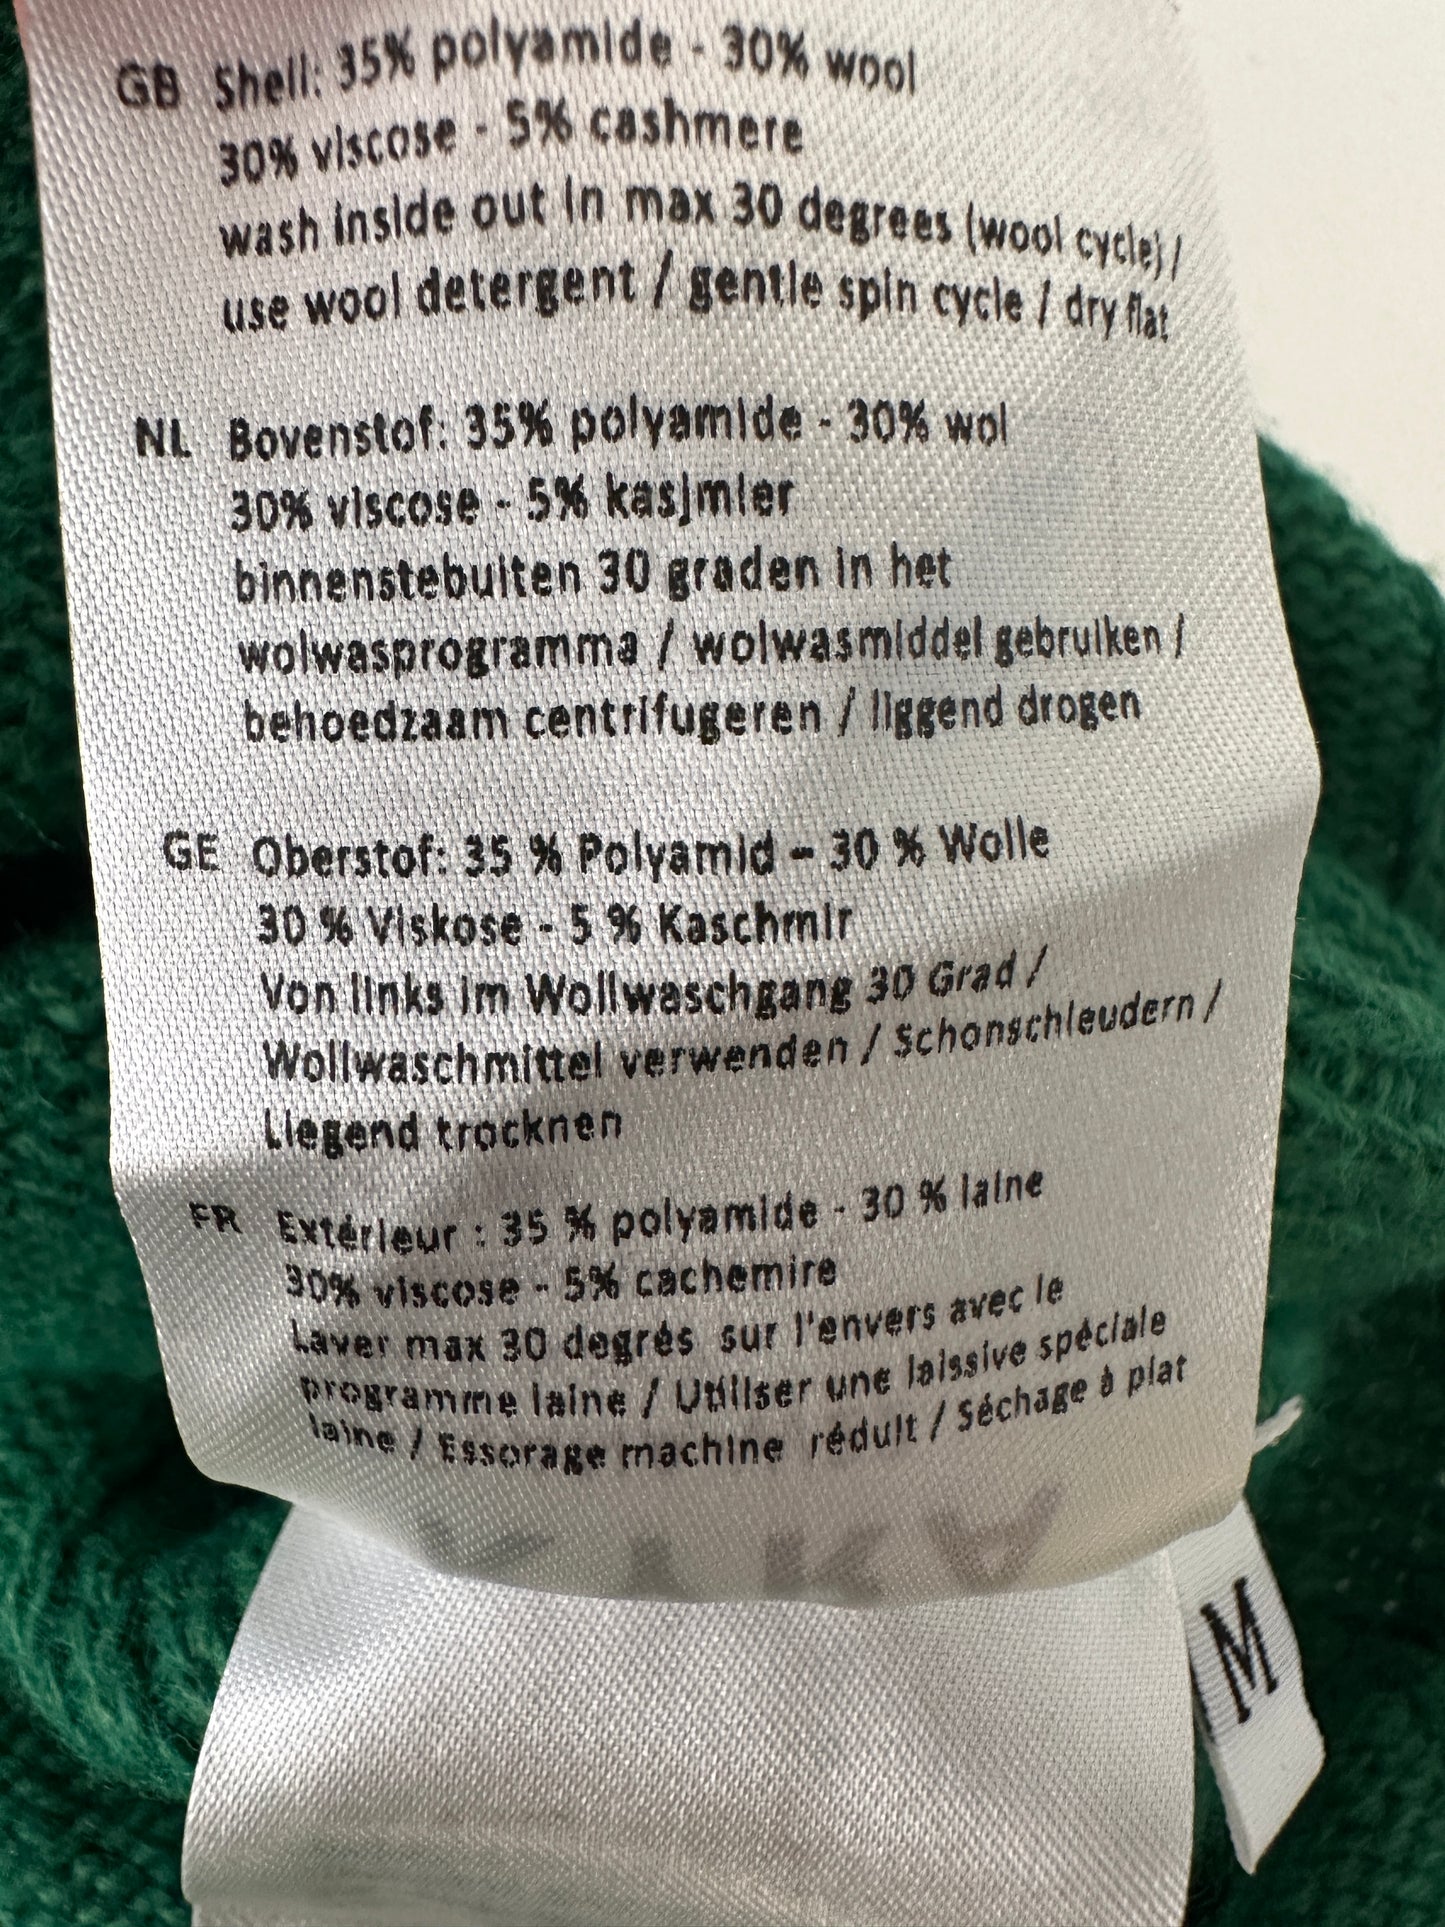 GB Shell: 35% polyamide - 30% wool
30% viscose - 5% cashmere
wash inside out in max 30 degrees (wool cycle) /
use wool detergent / gentle spin cycle / dry flat
NL Bovenstof: 35% polyamide - 30% wol
30% viscose - 5% kasjmier
binnenstebuiten 30 graden in het
wolwasprogramma / wolwasmiddel gebruiken /
behoedzaam centrifugeren / liggend drogen
GE Oberstof: 35 % Polyamid – 30 % Wolle
30 % Viskose - 5 % Kaschmir
Von links im Wollwaschgang 30 Grad /
Wollwaschmittel verwenden / Schonschleudern /
Liegend trocknen
FR Extérieur : 35 % polyamide - 30 % laine
30% viscose - 5% cachemire
Laver max 30 degrés sur l'envers avec le
programme laine / Utiliser une laissive spéciale
laine / Essorage machine réduit / Séchage à plat
M